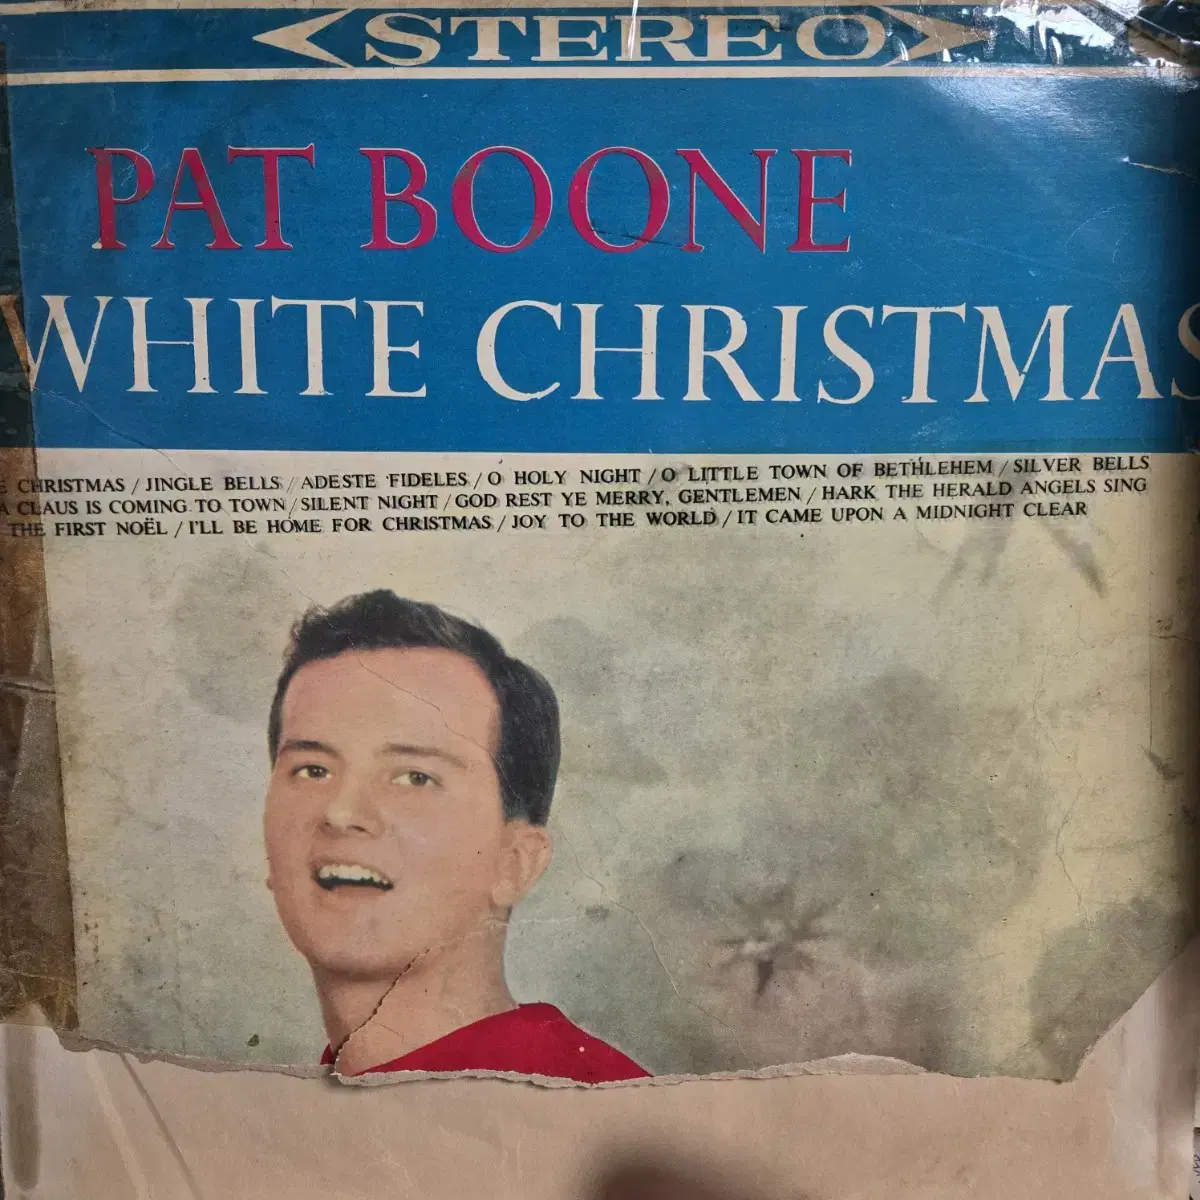 STEREO
PAT BOONE
WHITE CHRISTMAS
E CHRISTMAS / JINGLE BELLS / ADESTE FIDELES / O HOLY NIGHT / O LITTLE TOWN OF BETHLEHEM / SILVER BELLS
A CLAUS IS COMING TO TOWN / SILENT NIGHT / GOD REST YE MERRY, GENTLEMEN / HARK THE HERALD ANGELS SING
THE FIRST NOËL / I'LL BE HOME FOR CHRISTMAS / JOY TO THE WORLD / IT CAME UPON A MIDNIGHT CLEAR